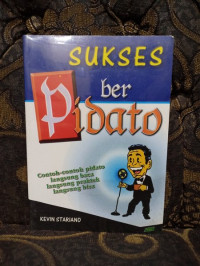 SUKSES
ber
Pidato
Contoh-contoh pidato
langsung baca
langsung praktek
langsung bisa
KEVIN STARIANO